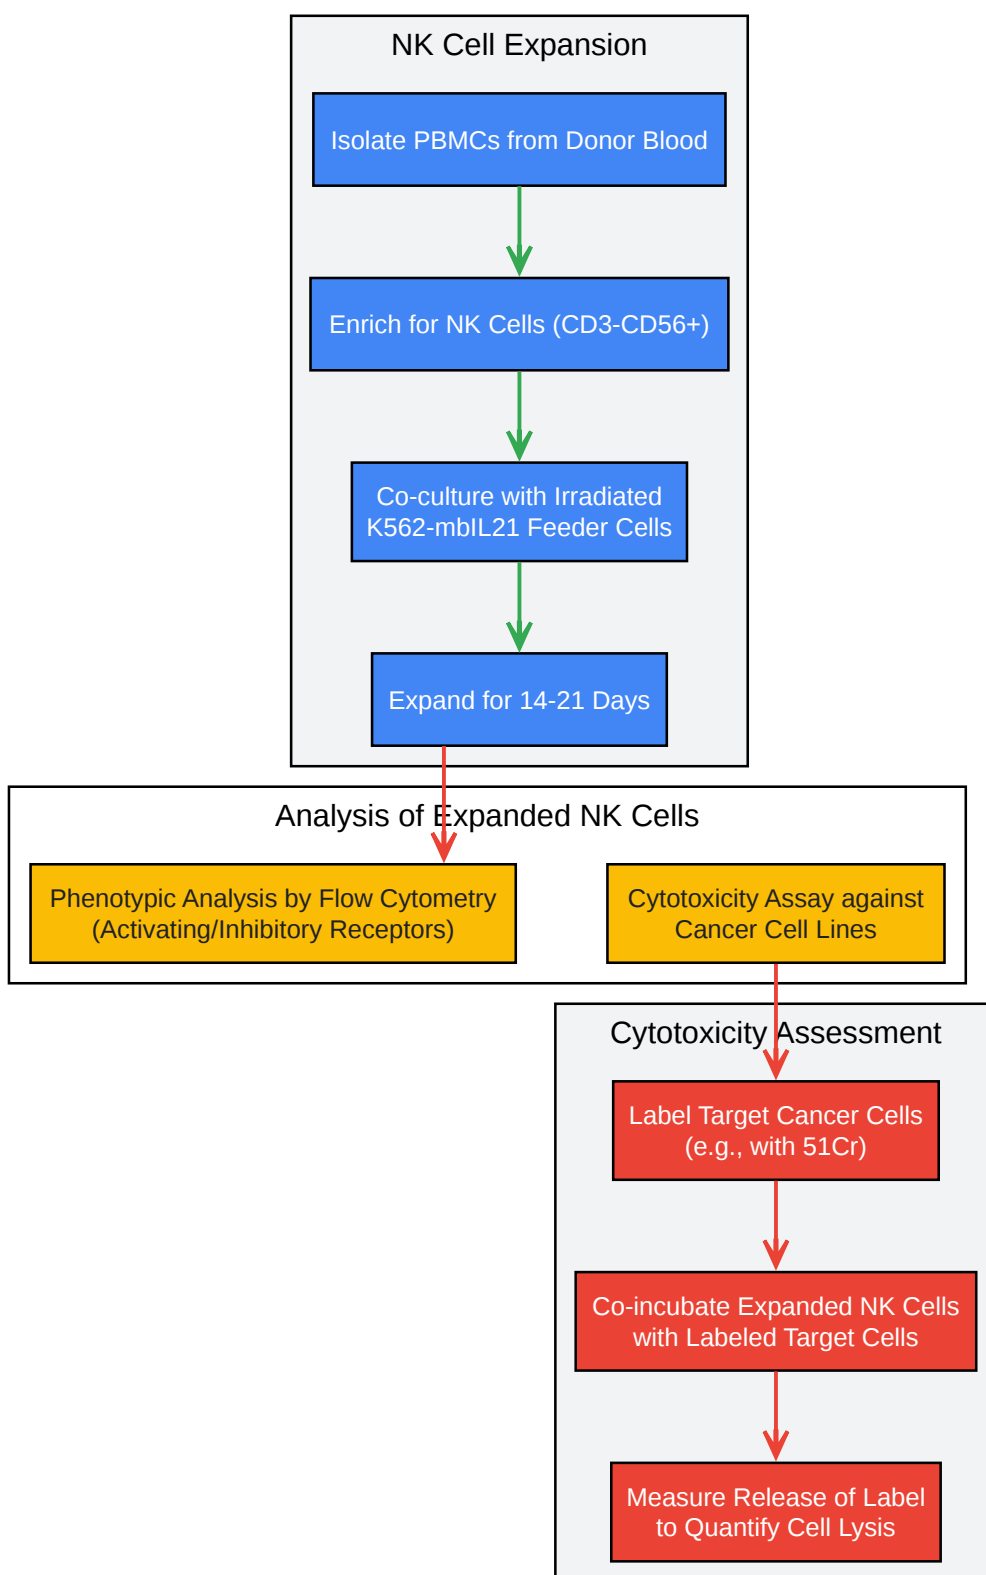 NK Cell Expansion
Isolate PBMCs from Donor Blood
Enrich for NK Cells (CD3-CD56+)
Co-culture with Irradiated
K562-mbIL21 Feeder Cells
Expand for 14-21 Days
Analysis of Expanded NK Cells
Phenotypic Analysis by Flow Cytometry
(Activating/Inhibitory Receptors)
Cytotoxicity Assay against
Cancer Cell Lines
Cytotoxicity Assessment
Label Target Cancer Cells
(e.g., with 51Cr)
Co-incubate Expanded NK Cells
with Labeled Target Cells
Measure Release of Label
to Quantify Cell Lysis